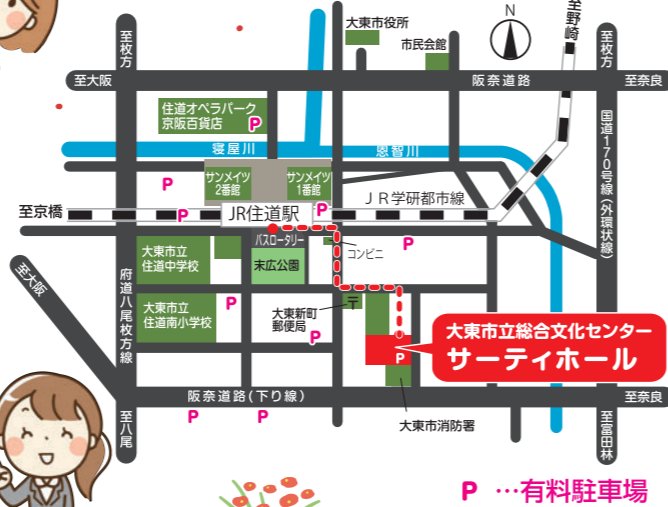 至野崎
N
大東市役所
市民会館
至枚方
至枚方
至大阪
阪奈道路
至奈良
住道オペラパーク
京阪百貨店
P
国道170号線(外環状線)
寝屋川
恩智川
サンメイツ
2番館
サンメイツ
1番館
P
JR学研都市線
至京橋
P
JR住道駅
P
バスロータリー
コンビニ
P
大東市立
住道中学校
末広公園
至大阪
府道八尾枚方線
大東市立
住道南小学校
P
大東新町
郵便局
〒
P
P
大東市立総合文化センター
サーティホール
阪奈道路(下り線)
至奈良
至八尾
P
P
大東市消防署
至富田林
P …有料駐車場